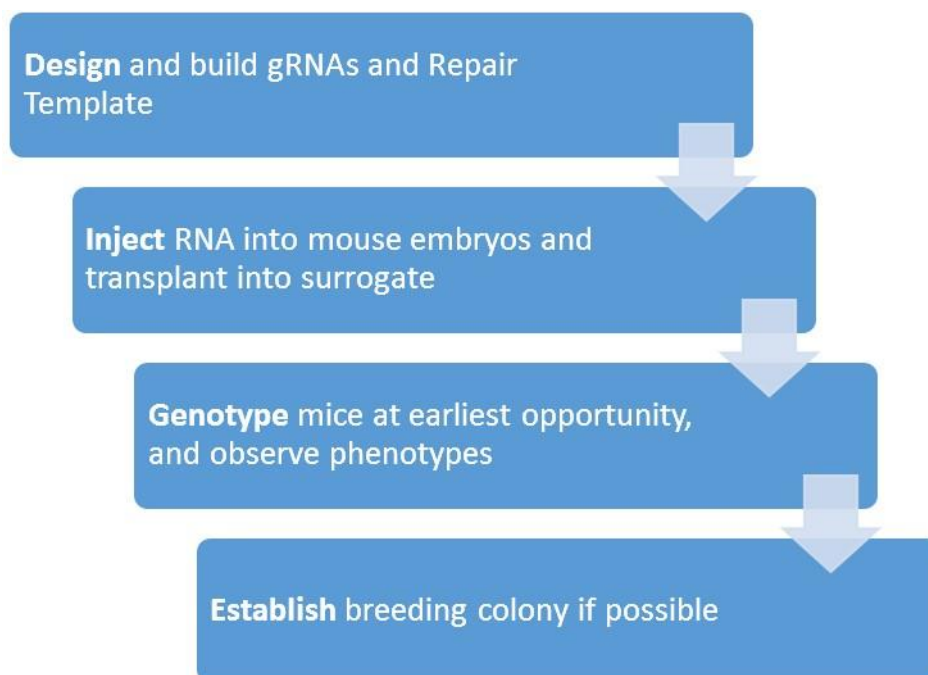 Design and build gRNAs and Repair
Template
Inject RNA into mouse embryos and
transplant into surrogate
Genotype mice at earliest opportunity,
and observe phenotypes
Establish breeding colony if possible